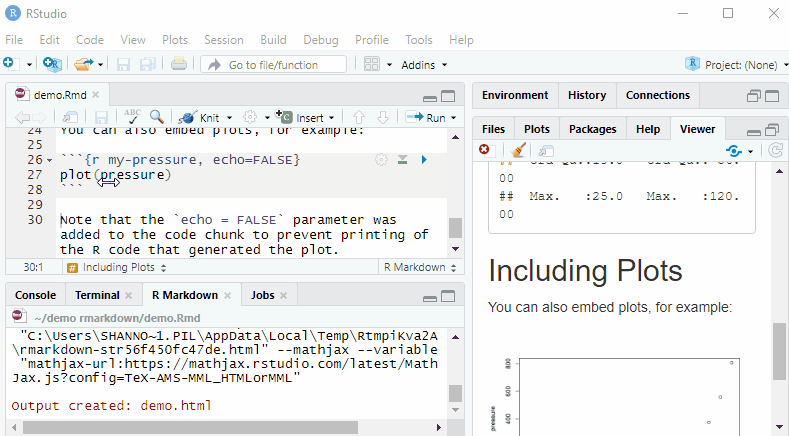 RStudio
File Edit Code View Plots Session Build Debug Profile Tools Help
Go to file/function Addins Project: (None)
demo.Rmd
ABC Knit Insert Run
24 You can also embed plots, for example:
25
26 ```{r my-pressure, echo=FALSE}
27 plot(pressure)
28 ```
29
30 Note that the `echo = FALSE` parameter was
added to the code chunk to prevent printing of
the R code that generated the plot.
30:1 # Including Plots R Markdown
Console Terminal R Markdown Jobs
~/demo rmarkdown/demo.Rmd
"C:\Users\SHANNO~1.PIL\AppData\Local\Temp\RtmpiKva2A
\rmarkdown-str56f450fc47de.html" --mathjax --variable
"mathjax-url:https://mathjax.rstudio.com/latest/Math
Jax.js?config=TeX-AMS-MML_HTMLorMML"
Output created: demo.html
Environment History Connections
Files Plots Packages Help Viewer
00
## Max. :25.0 Max. :120.
00
Including Plots
You can also embed plots, for example:
800
600
400
pressure